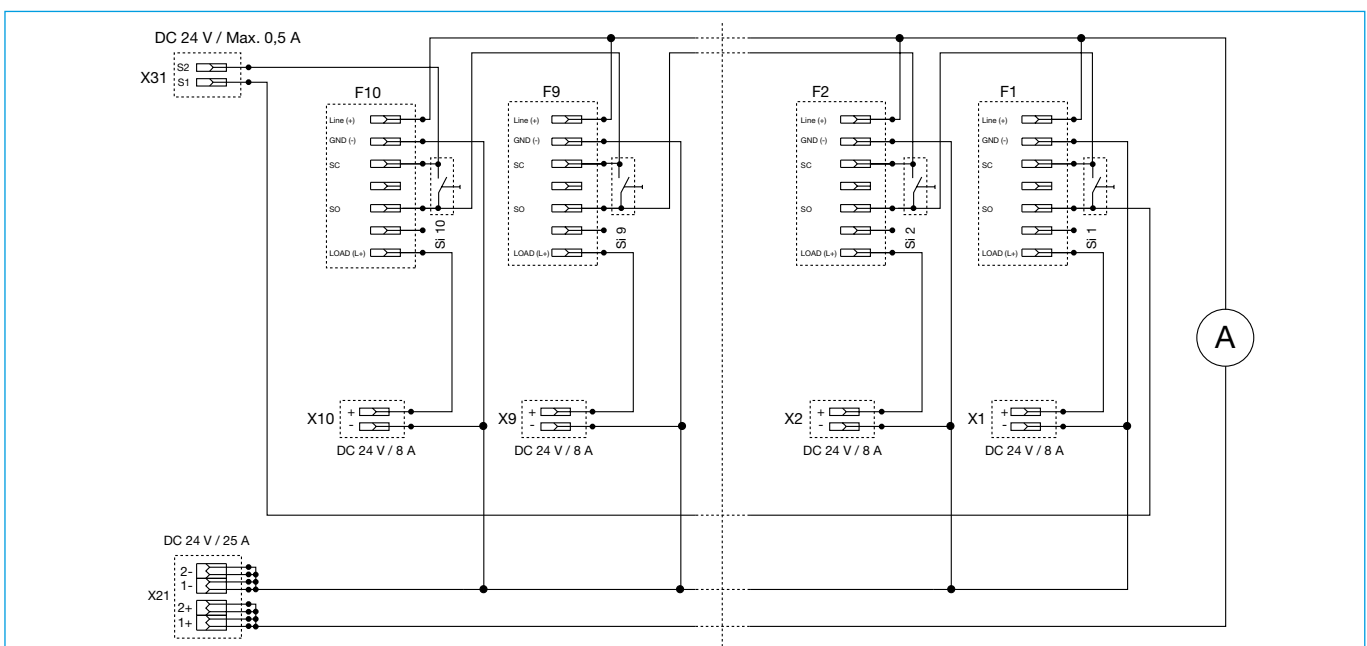 DC 24 V / Max. 0,5 A
X31
S2
S1
F10
Line (+)
GND (-)
SC
SO
LOAD (L+)
Si 10
F9
Line (+)
GND (-)
SC
SO
LOAD (L+)
Si 9
F2
Line (+)
GND (-)
SC
SO
LOAD (L+)
Si 2
F1
Line (+)
GND (-)
SC
SO
LOAD (L+)
Si 1
A
X10
+
-
DC 24 V / 8 A
X9
+
-
DC 24 V / 8 A
X2
+
-
DC 24 V / 8 A
X1
+
-
DC 24 V / 8 A
DC 24 V / 25 A
X21
2-
1-
2+
1+